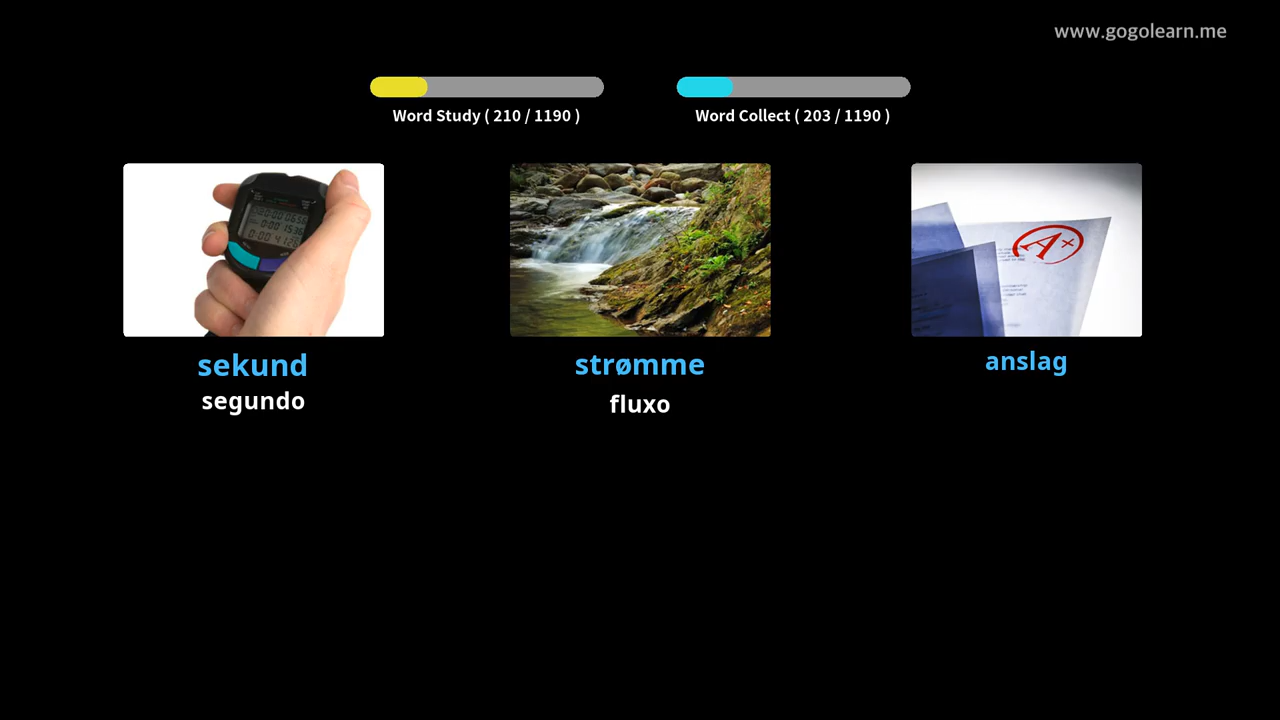 www.gogolearn.me
Word Study ( 210 / 1190 )
Word Collect ( 203 / 1190 )
A+
sekund
strømme
anslag
segundo
fluxo